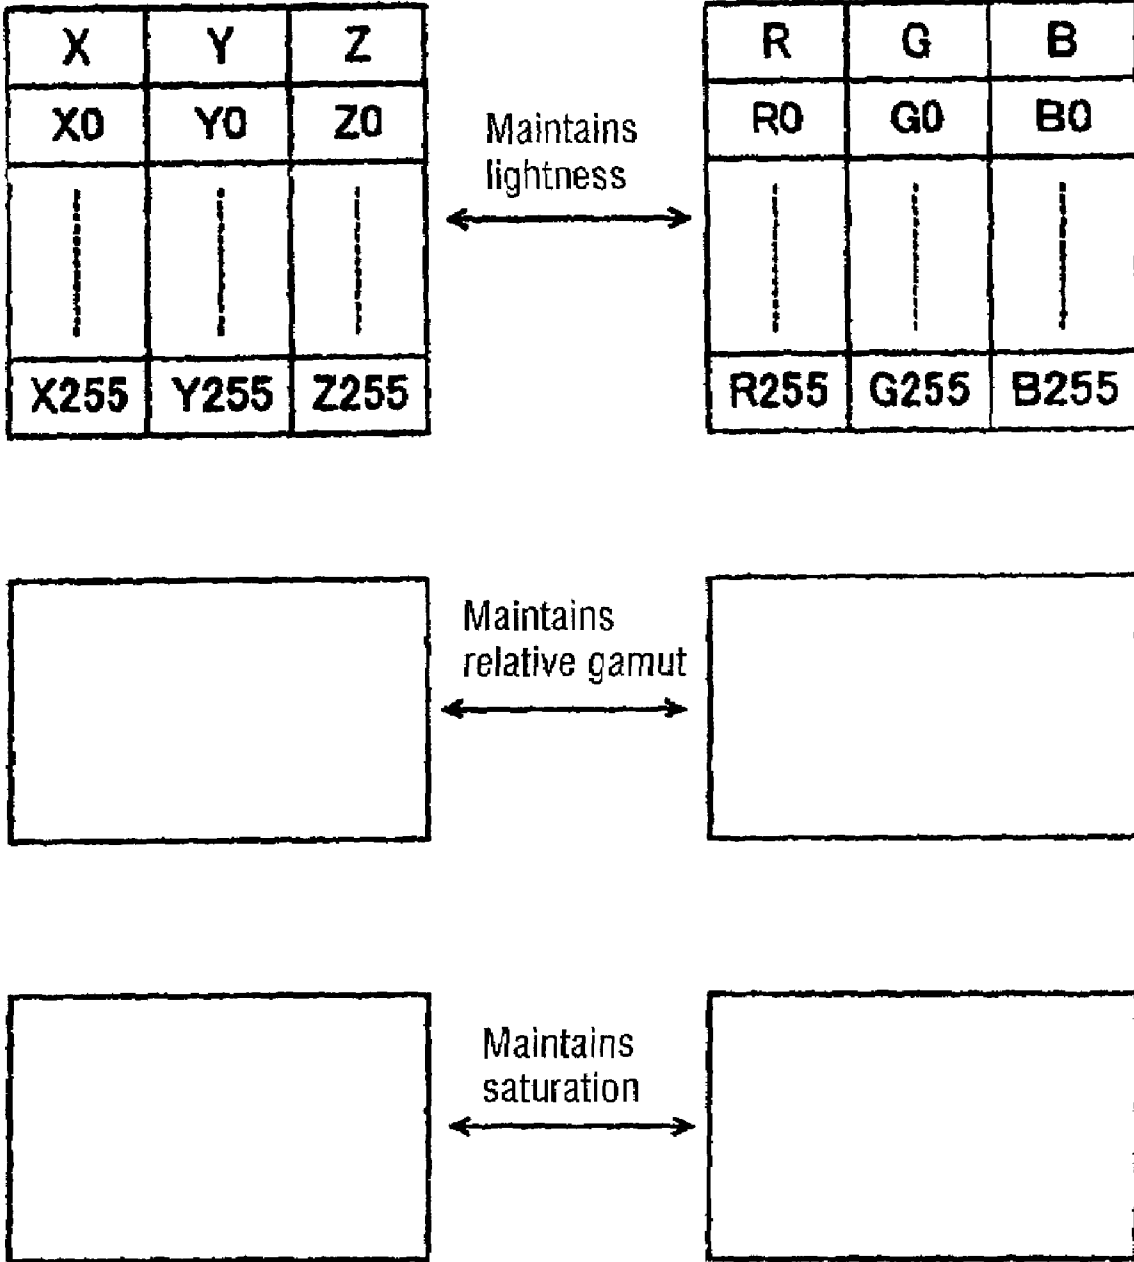 X Y Z
X0 Y0 Z0
X255 Y255 Z255
Maintains
lightness
R G B
R0 G0 B0
R255 G255 B255
Maintains
relative gamut
Maintains
saturation